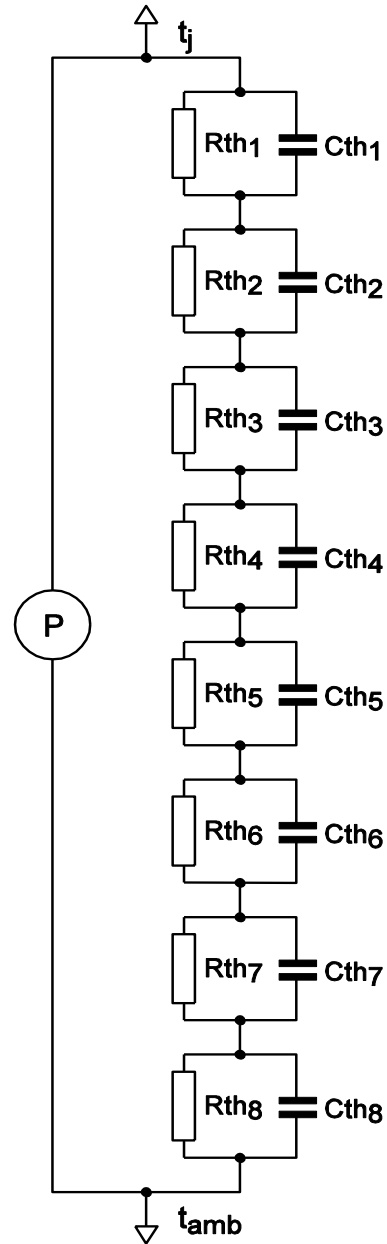 tj
Rth1 Cth1
Rth2 Cth2
Rth3 Cth3
Rth4 Cth4
P
Rth5 Cth5
Rth6 Cth6
Rth7 Cth7
Rth8 Cth8
tamb